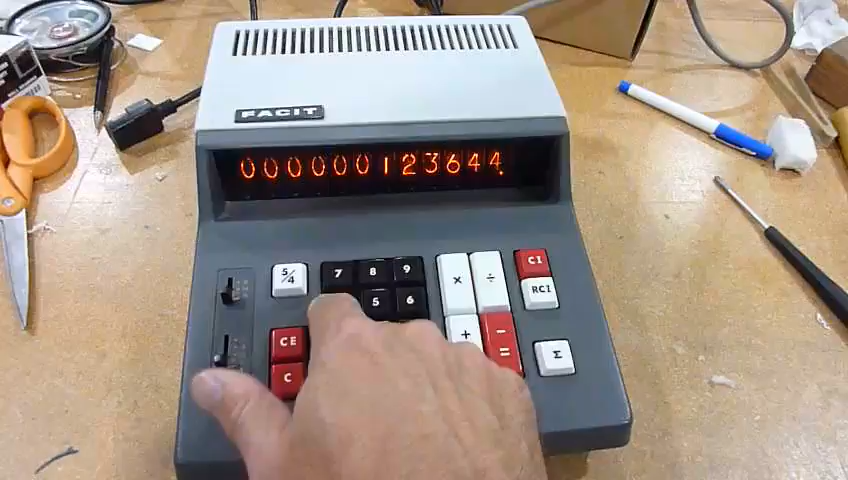 FACIT
000000123644.
5/4
7 8 9
× ÷
CI
5 6
RCI
CE
+ −
=
Σ
C